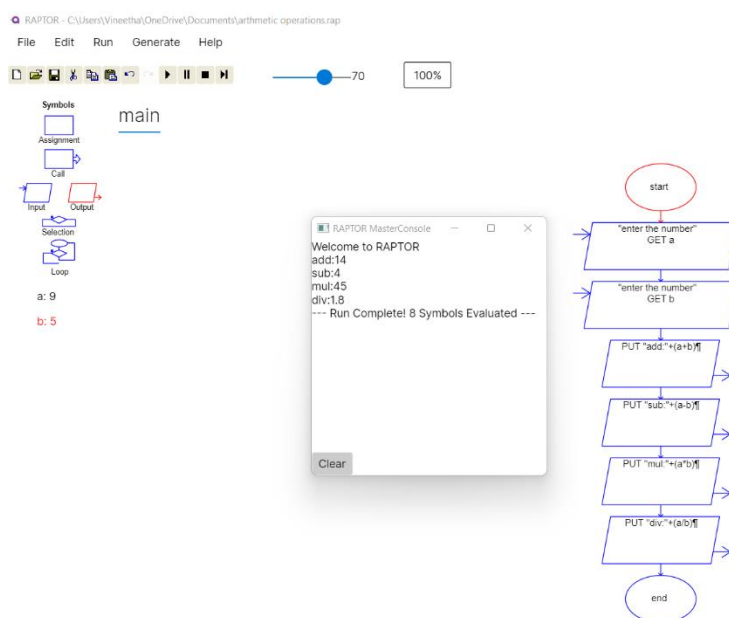 RAPTOR - C:\Users\Vineetha\OneDrive\Documents\arthmetic operations.rap
File Edit Run Generate Help
70
100%
Symbols
Assignment
Call
Input Output
Selection
Loop
a: 9
b: 5
main
RAPTOR MasterConsole
Welcome to RAPTOR
add:14
sub:4
mul:45
div:1.8
--- Run Complete! 8 Symbols Evaluated ---
Clear
start
"enter the number"
GET a
"enter the number"
GET b
PUT "add:"+(a+b)¶
PUT "sub:"+(a-b)¶
PUT "mul:"+(a*b)¶
PUT "div:"+(a/b)¶
end